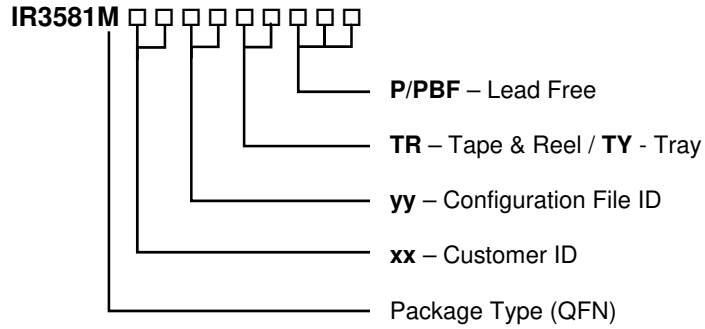 IR3581M □ □ □ □ □ □ □ □ □
P/PBF – Lead Free
TR – Tape & Reel / TY - Tray
yy – Configuration File ID
xx – Customer ID
Package Type (QFN)